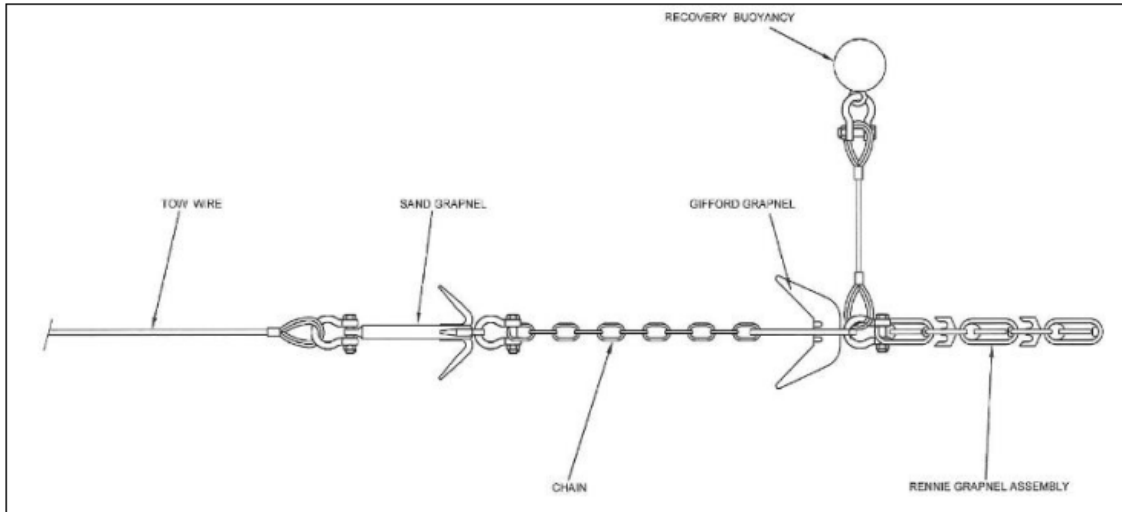 RECOVERY BUOYANCY
TOW WIRE
SAND GRAPNEL
GIFFORD GRAPNEL
CHAIN
RENNIE GRAPNEL ASSEMBLY